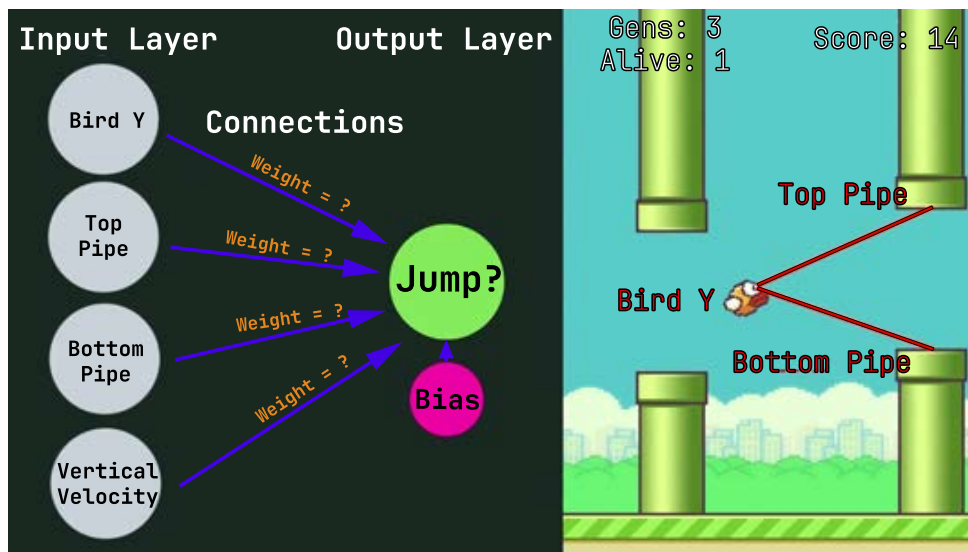 Input Layer
Output Layer
Bird Y
Connections
Weight = ?
Top
Pipe
Weight = ?
Jump?
Bottom
Pipe
Weight = ?
Weight = ?
Bias
Vertical
Velocity
Gens: 3
Alive: 1
Score: 14
Top Pipe
Bird Y
Bottom Pipe